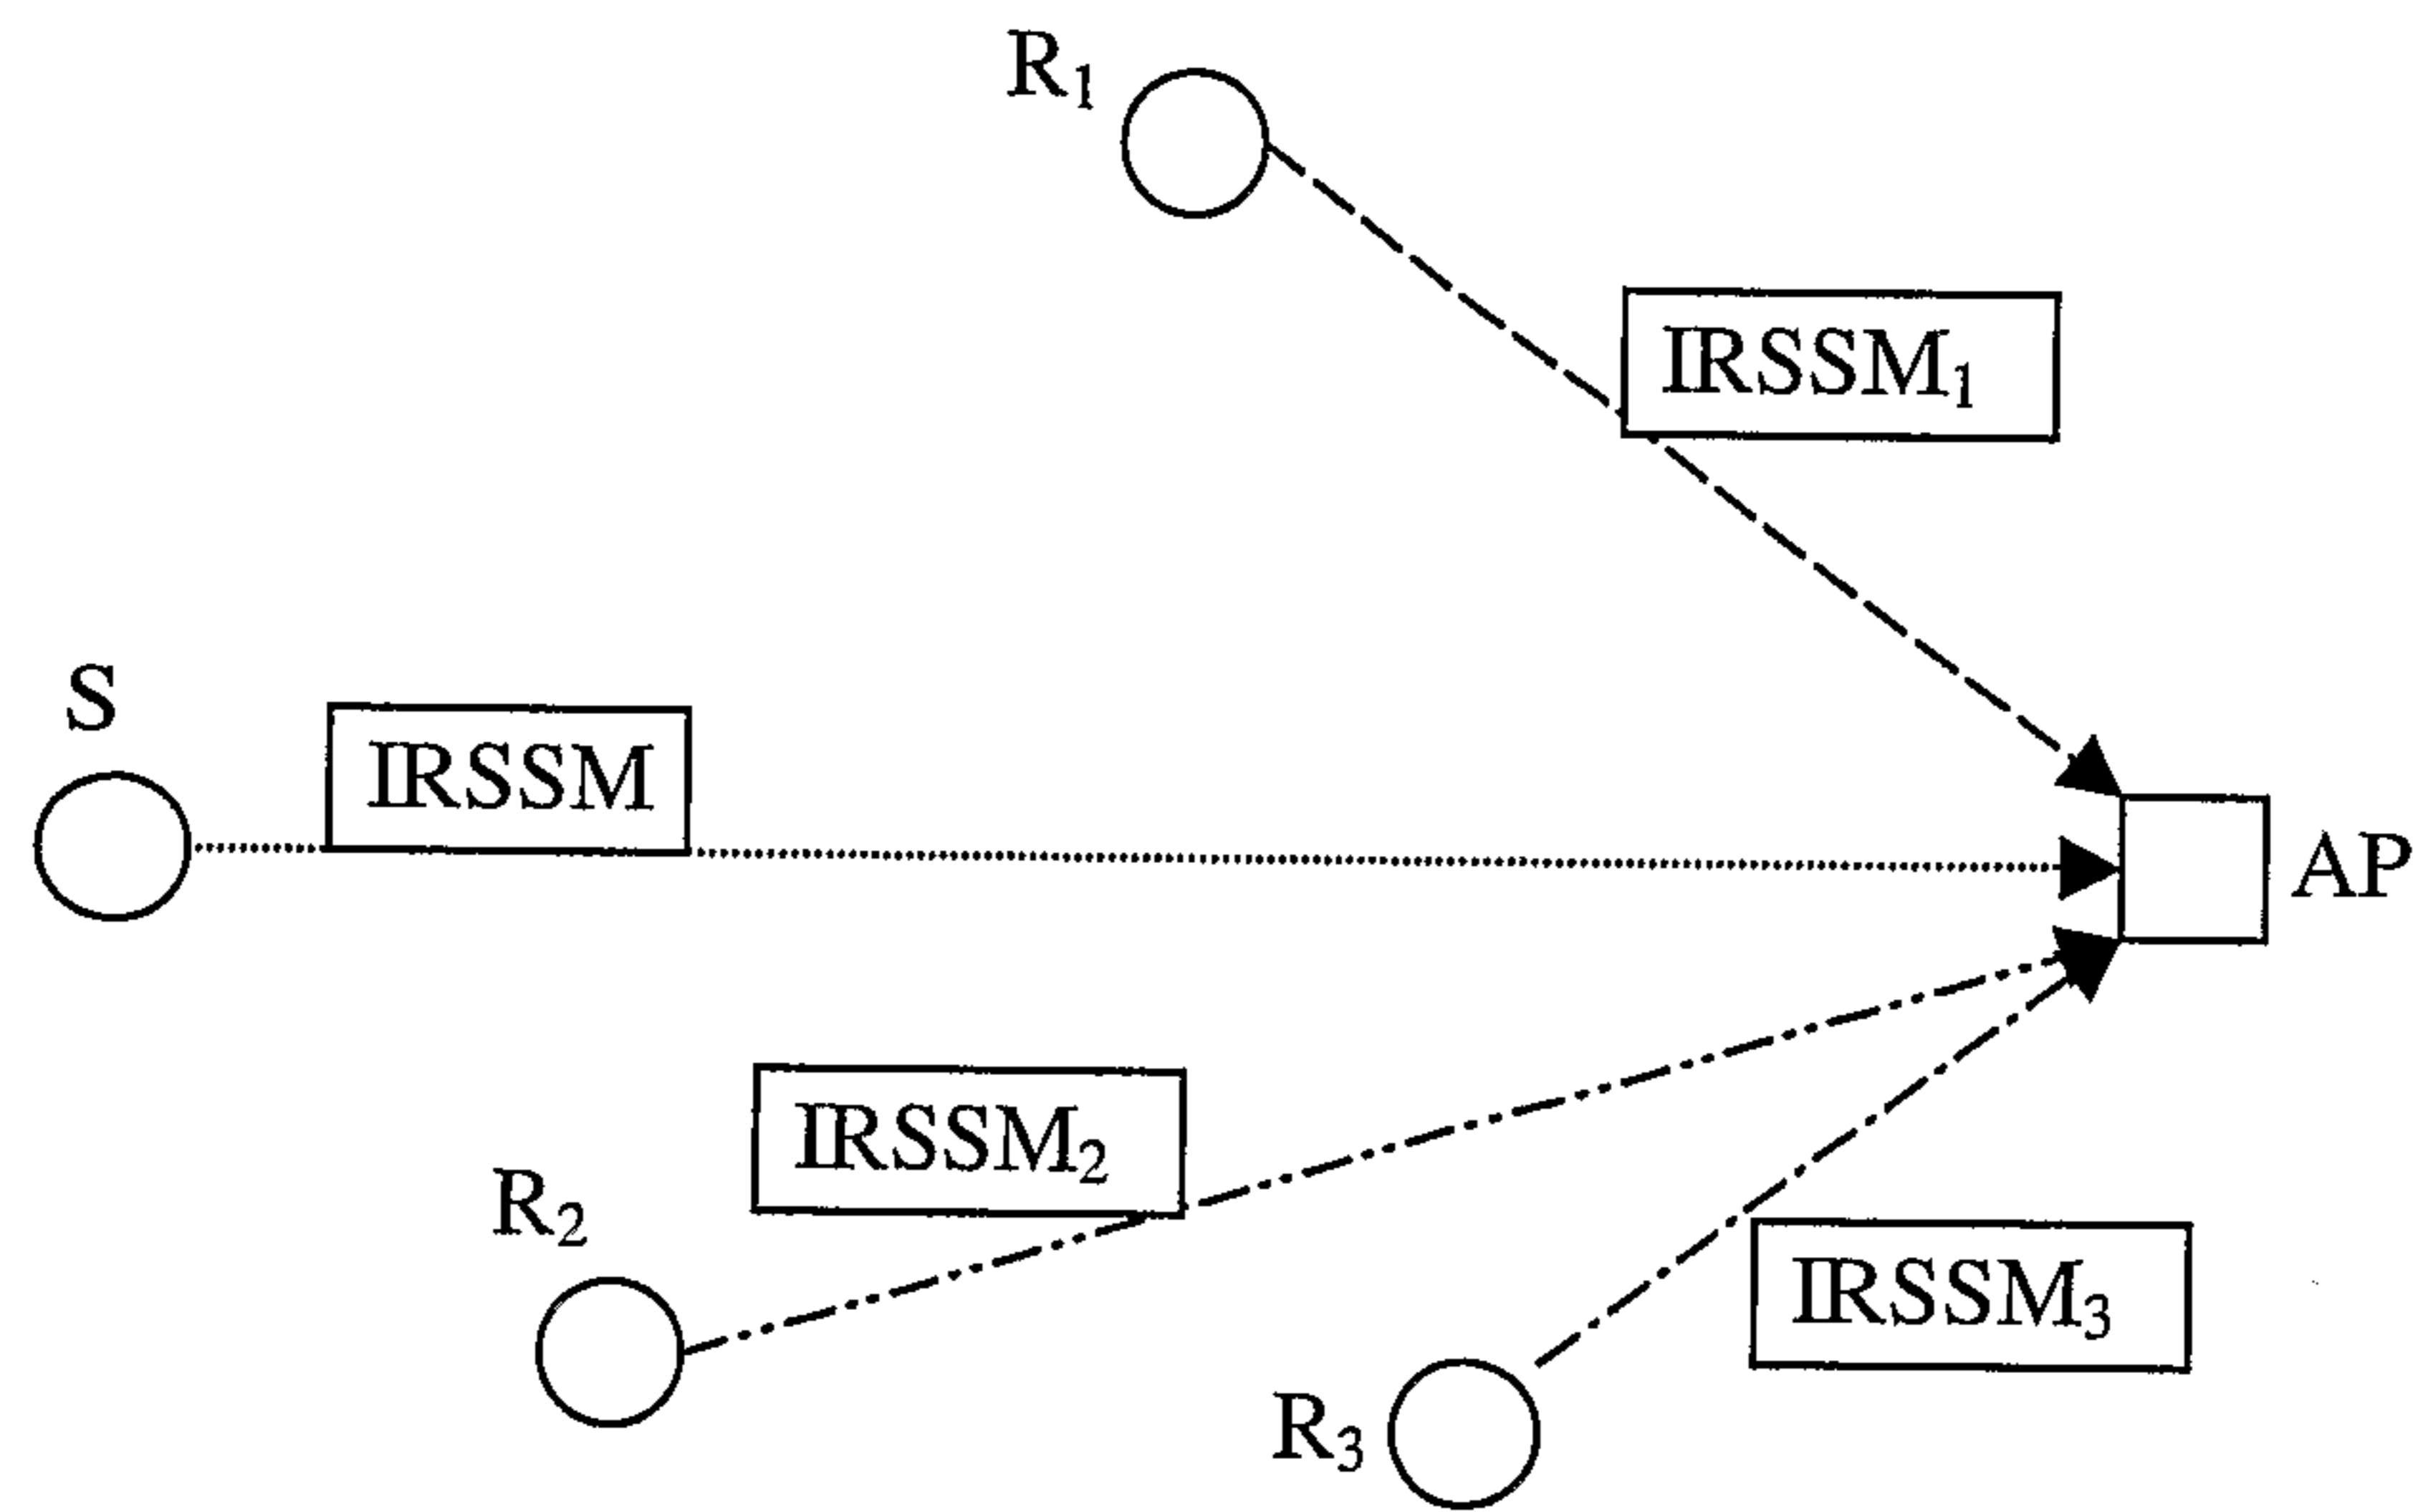 R₁
IRSSM₁
S
IRSSM
AP
IRSSM₂
R₂
IRSSM₃
R₃